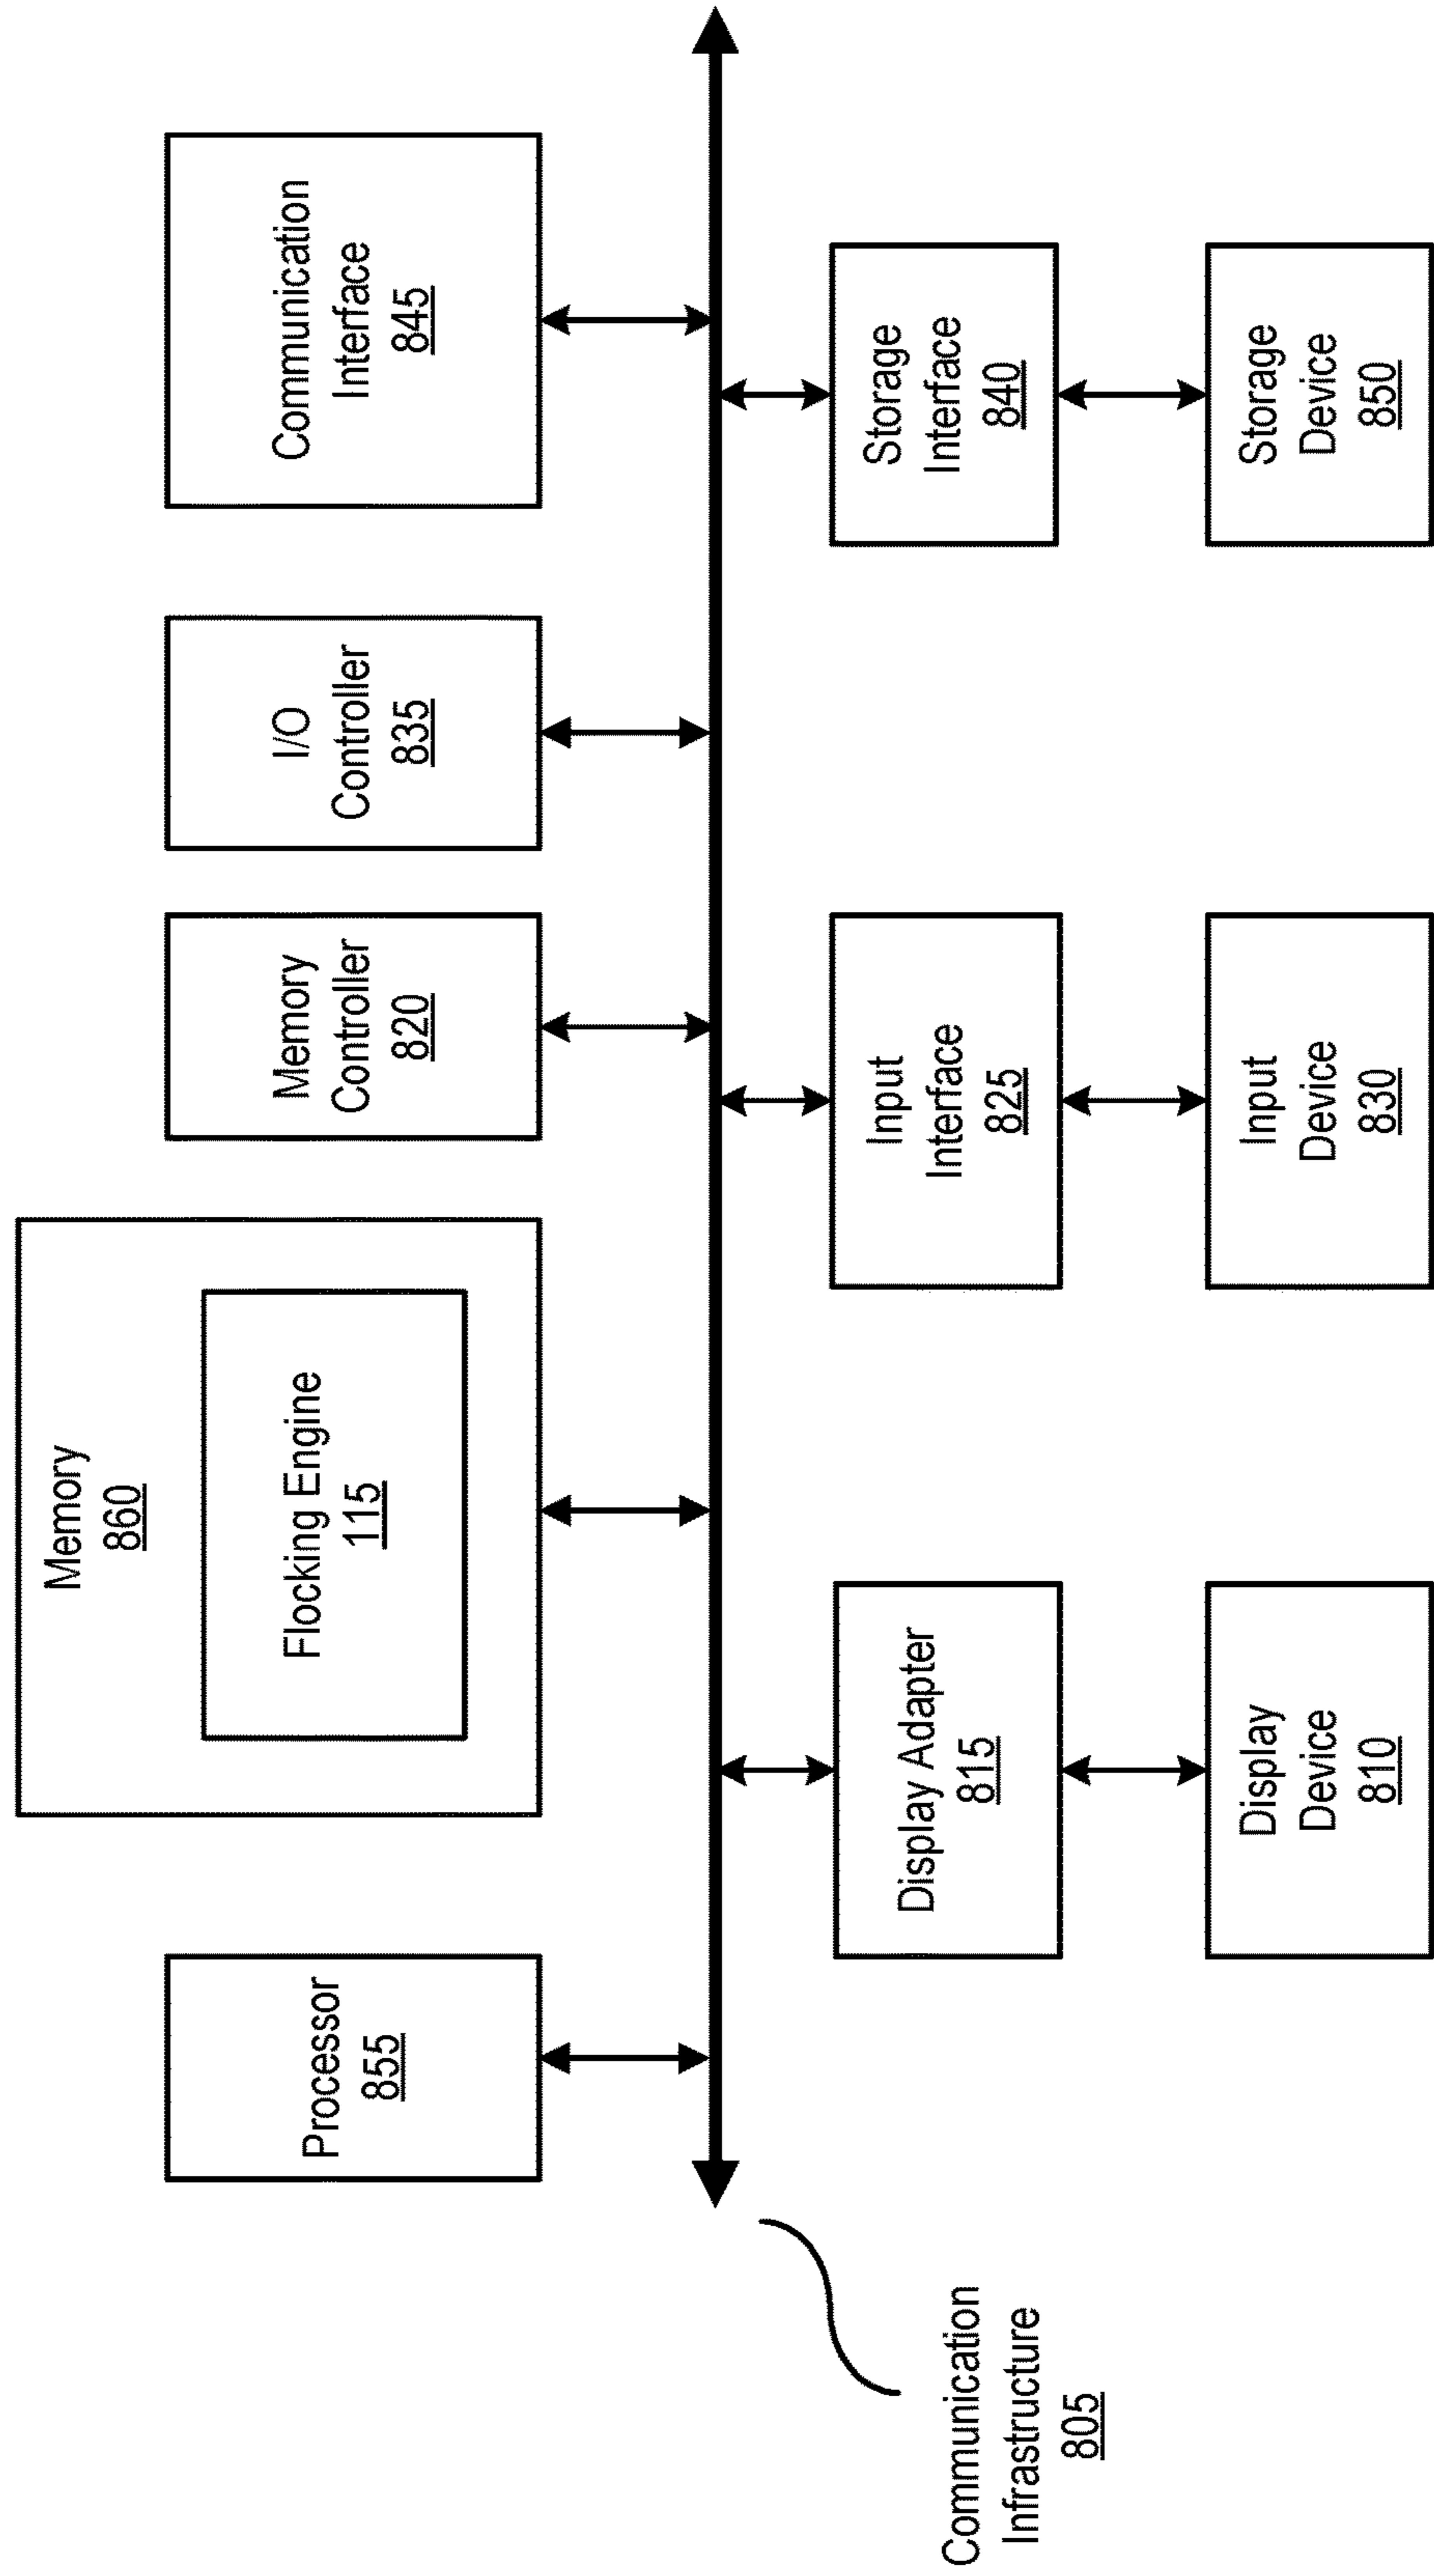 Processor
855
Memory
860
Flocking Engine
115
Memory
Controller
820
I/O
Controller
835
Communication
Interface
845
Communication
Infrastructure
805
Display Adapter
815
Input
Interface
825
Storage
Interface
840
Display
Device
810
Input
Device
830
Storage
Device
850